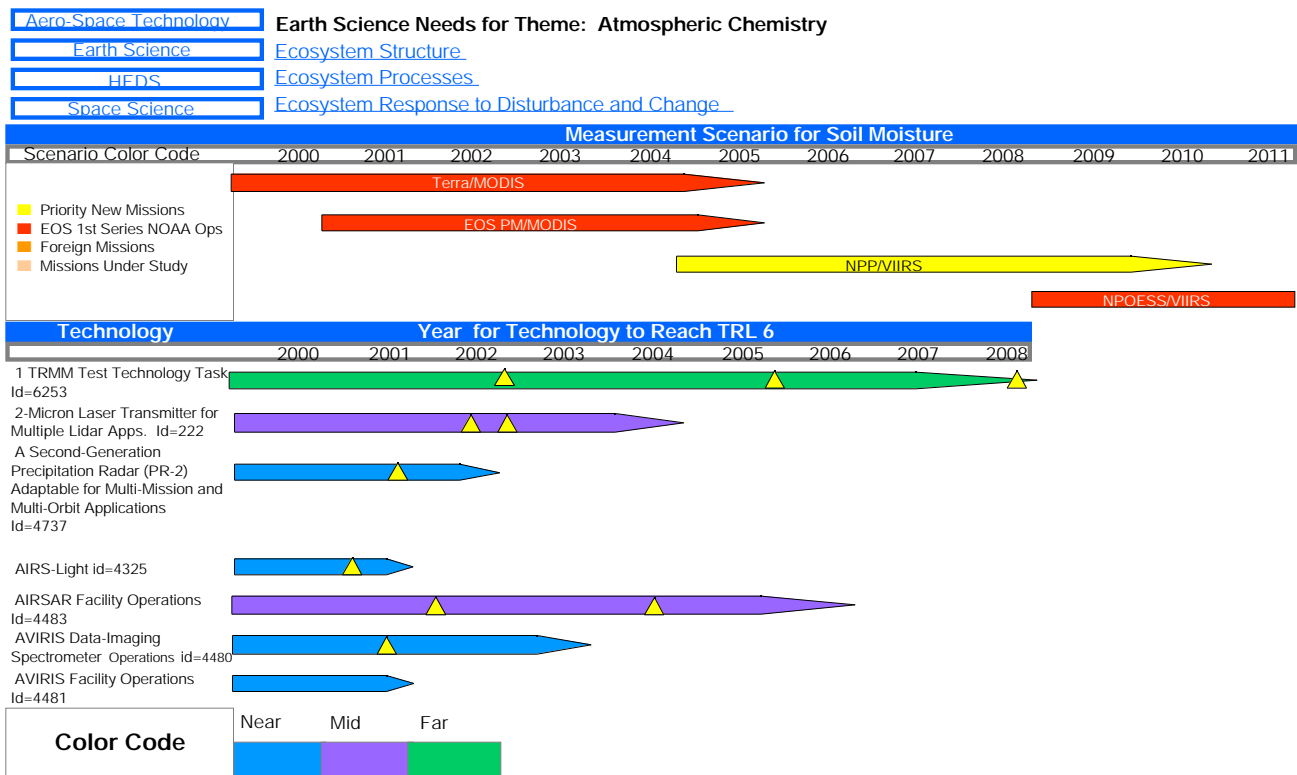 Aero-Space Technology
Earth Science Needs for Theme: Atmospheric Chemistry
Earth Science
Ecosystem Structure
HEDS
Ecosystem Processes
Space Science
Ecosystem Response to Disturbance and Change
Measurement Scenario for Soil Moisture
Scenario Color Code 2000 2001 2002 2003 2004 2005 2006 2007 2008 2009 2010 2011
Terra/MODIS
Priority New Missions
EOS 1st Series NOAA Ops
Foreign Missions
Missions Under Study
EOS PM/MODIS
NPP/VIIRS
NPOESS/VIIRS
Technology Year for Technology to Reach TRL 6
2000 2001 2002 2003 2004 2005 2006 2007 2008
1 TRMM Test Technology Task
Id=6253
2-Micron Laser Transmitter for
Multiple Lidar Apps. Id=222
A Second-Generation
Precipitation Radar (PR-2)
Adaptable for Multi-Mission and
Multi-Orbit Applications
Id=4737
AIRS-Light id=4325
AIRSAR Facility Operations
Id=4483
AVIRIS Data-Imaging
Spectrometer Operations id=4480
AVIRIS Facility Operations
Id=4481
Color Code
Near Mid Far